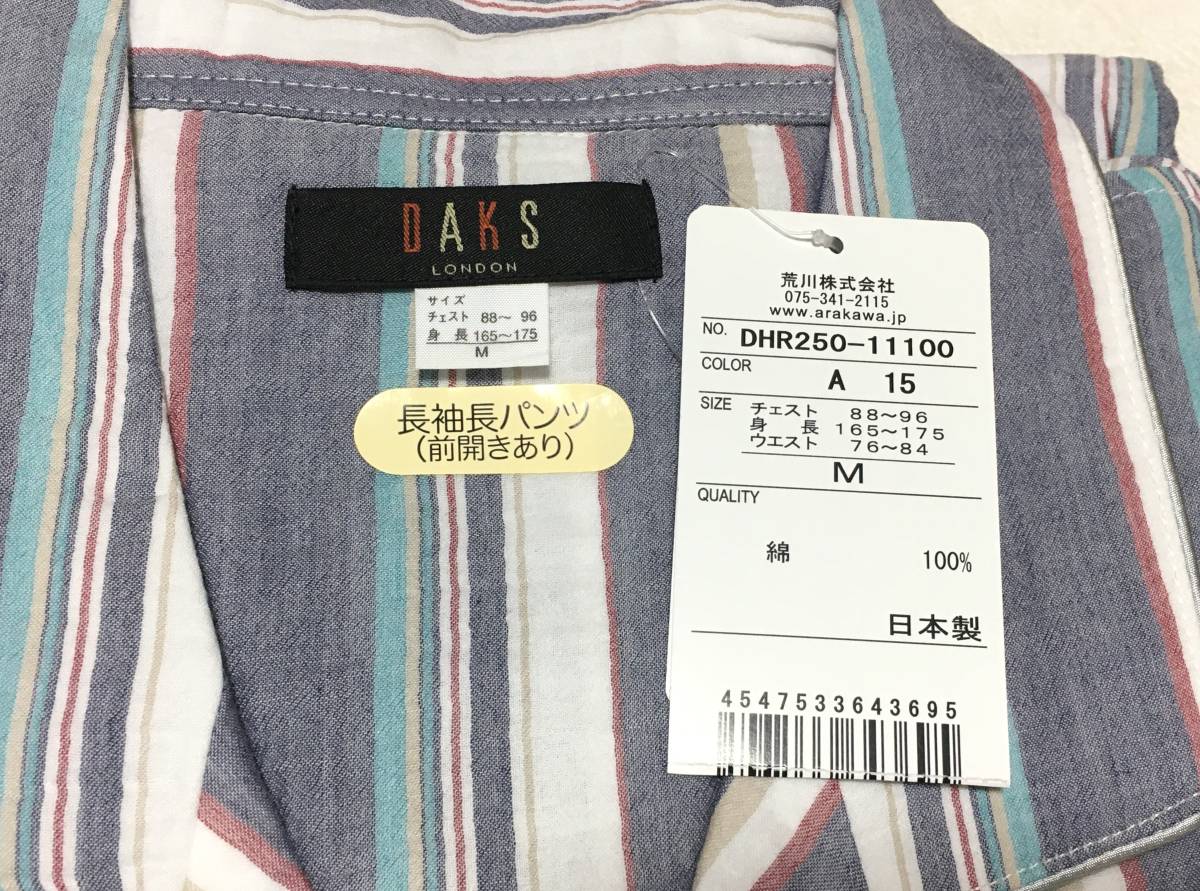 DAKS
LONDON
サイズ
チェスト 88〜 96
身 長 165〜175
M
長袖長パンツ
(前開きあり)
荒川株式会社
075-341-2115
www.arakawa.jp
NO. DHR250-11100
COLOR A 15
SIZE チェスト 88〜96
身 長 165〜175
ウエスト 76〜84
M
QUALITY
綿 100%
日本製
4547533643695